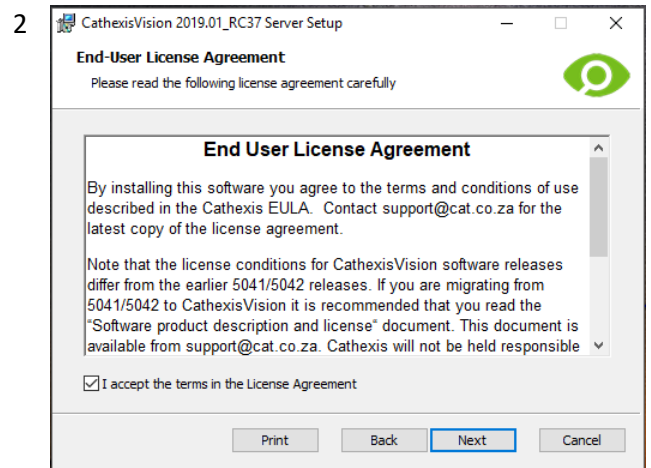 2
CathexisVision 2019.01_RC37 Server Setup
End-User License Agreement
Please read the following license agreement carefully
End User License Agreement
By installing this software you agree to the terms and conditions of use
described in the Cathexis EULA.  Contact support@cat.co.za for the
latest copy of the license agreement.
Note that the license conditions for CathexisVision software releases
differ from the earlier 5041/5042 releases. If you are migrating from
5041/5042 to CathexisVision it is recommended that you read the
“Software product description and license“ document. This document is
available from support@cat.co.za. Cathexis will not be held responsible
I accept the terms in the License Agreement
Print Back Next Cancel